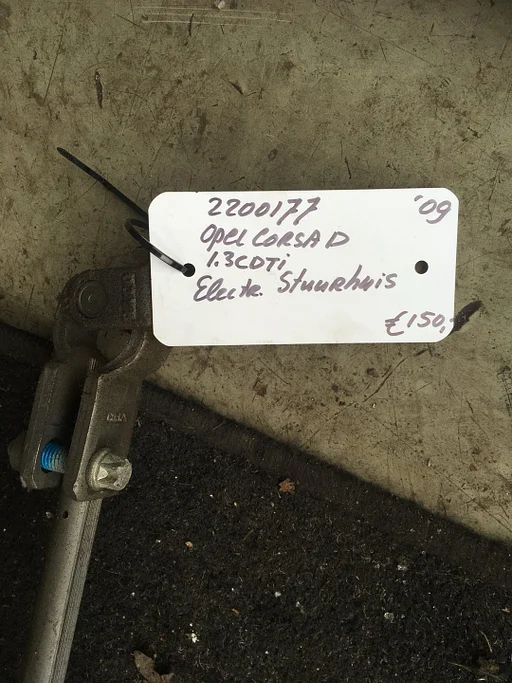 2200177 '09
Opel CORSA D
1.3CDTi
Electr. Stuurhuis
€150,-